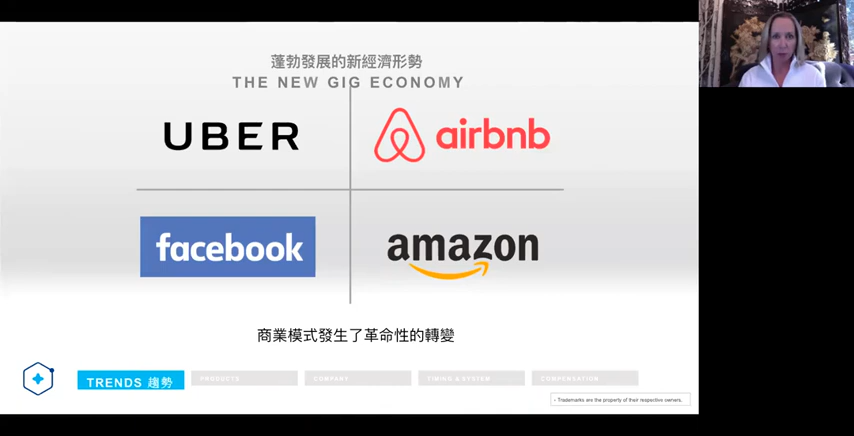 蓬勃發展的新經濟形勢
THE NEW GIG ECONOMY
UBER
airbnb
facebook
amazon
商業模式發生了革命性的轉變
TRENDS 趨勢
PRODUCTS
COMPANY
TIMING & SYSTEM
COMPENSATION
• Trademarks are the property of their respective owners.